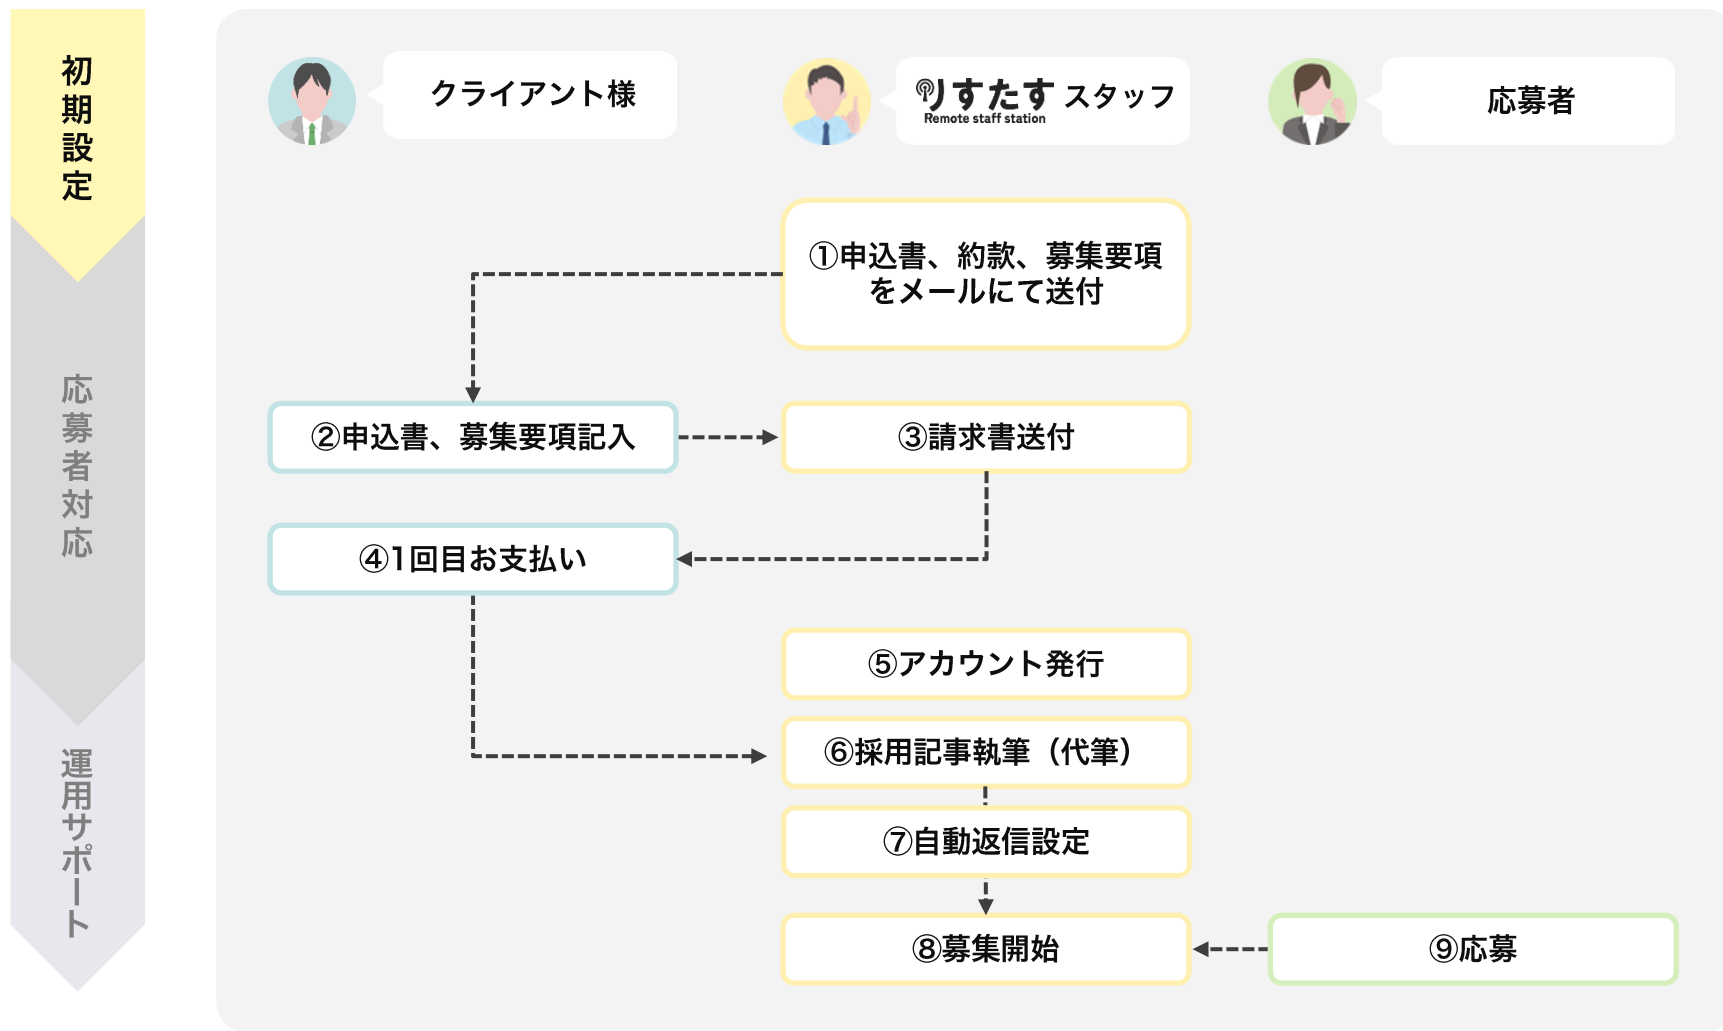 初期設定
応募者対応
運用サポート
クライアント様
りすたす スタッフ
Remote staff station
応募者
①申込書、約款、募集要項
をメールにて送付
②申込書、募集要項記入
③請求書送付
④1回目お支払い
⑤アカウント発行
⑥採用記事執筆（代筆）
⑦自動返信設定
⑧募集開始
⑨応募